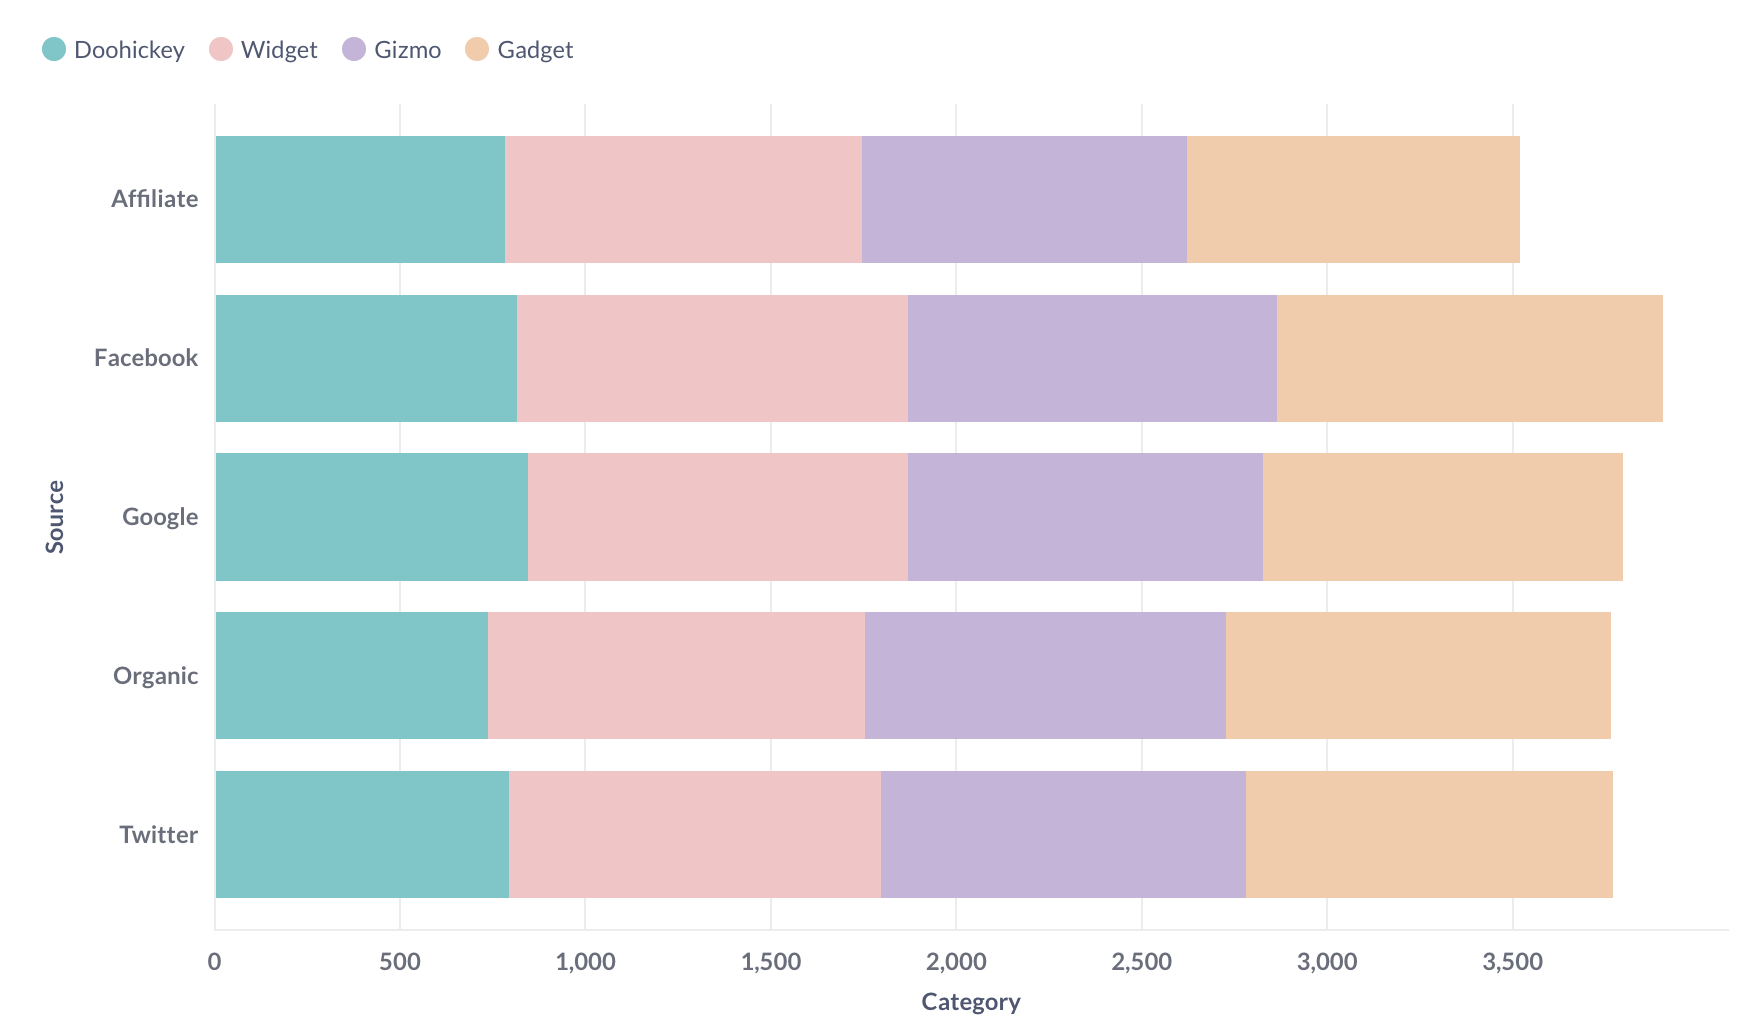 Doohickey Widget Gizmo Gadget
Affiliate
Facebook
Google
Organic
Twitter
Source
0 500 1,000 1,500 2,000 2,500 3,000 3,500
Category